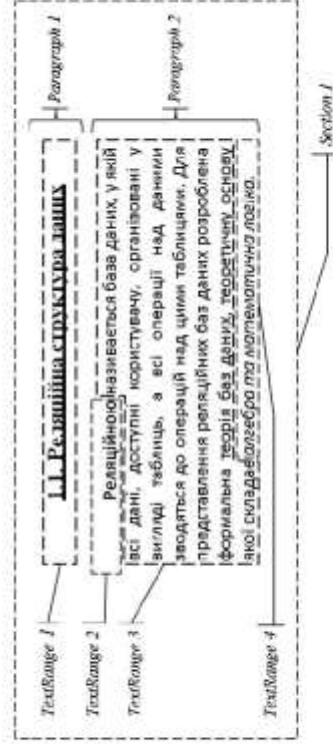 TextRange 1
1.1. Реляційна структура даних
Paragraph 1
TextRange 2
TextRange 3
Реляційною називається база даних, у якій
всі дані, доступні користувачу, організовані у
вигляді таблиць, а всі операції над даними
зводяться до операцій над цими таблицями. Для
представлення реляційних баз даних розроблена
формальна теорія баз даних, теоретичну основу
якої складає алгебра та математична логіка.
Paragraph 2
TextRange 4
Section 1